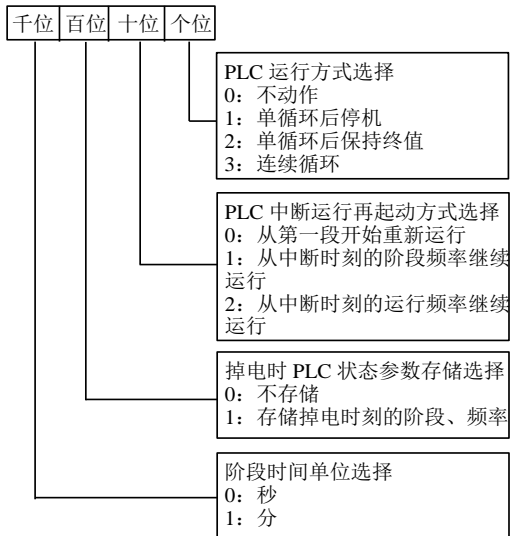 千位 百位 十位 个位
PLC 运行方式选择
0：不动作
1：单循环后停机
2：单循环后保持终值
3：连续循环
PLC 中断运行再起动方式选择
0：从第一段开始重新运行
1：从中断时刻的阶段频率继续
运行
2：从中断时刻的运行频率继续
运行
掉电时 PLC 状态参数存储选择
0：不存储
1：存储掉电时刻的阶段、频率
阶段时间单位选择
0：秒
1：分